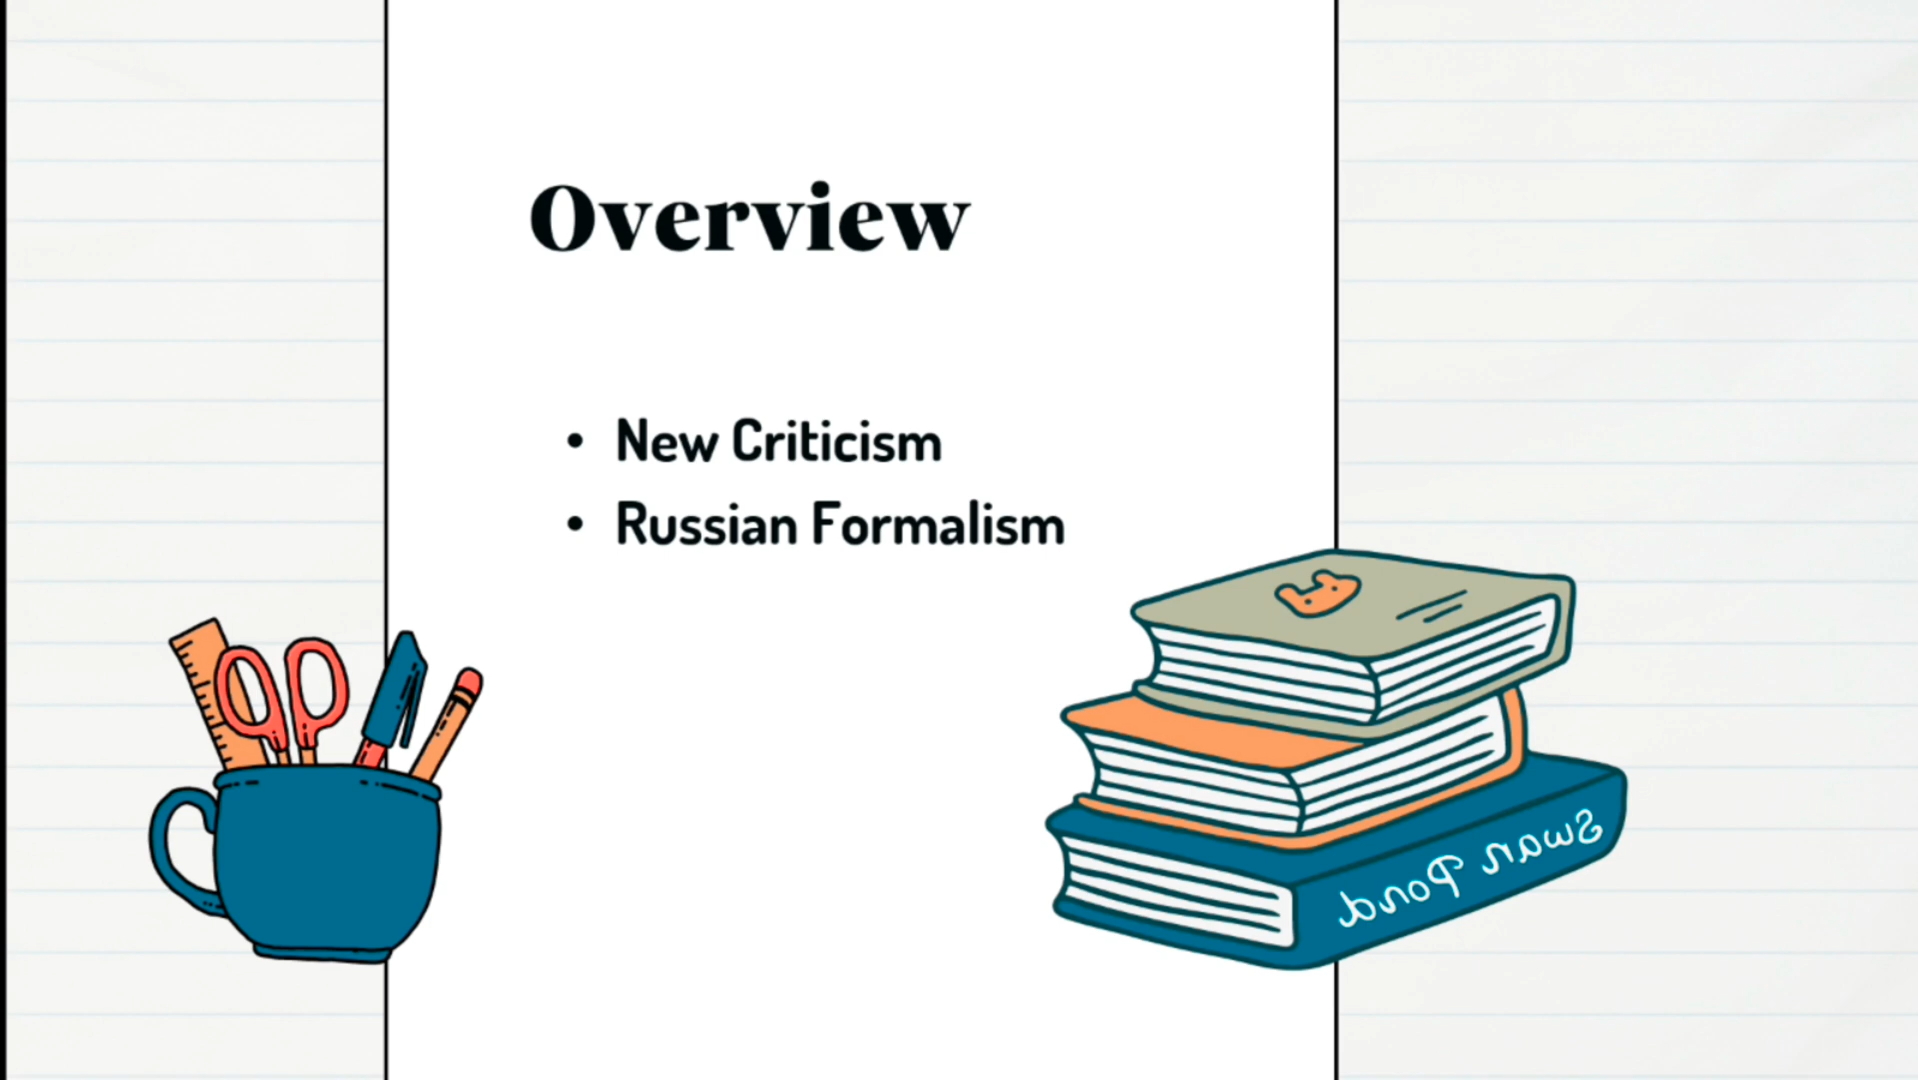 Overview
• New Criticism
• Russian Formalism
Swan Pond